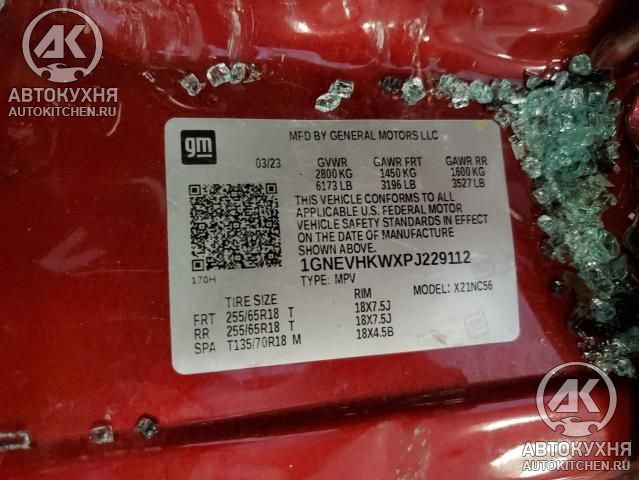 АВТОКУХНЯ
AUTOKITCHEN.RU
gm
MFD BY GENERAL MOTORS LLC
03/23 GVWR GAWR FRT GAWR RR
2800 KG 1450 KG 1600 KG
6173 LB 3196 LB 3527 LB
THIS VEHICLE CONFORMS TO ALL
APPLICABLE U.S. FEDERAL MOTOR
VEHICLE SAFETY STANDARDS IN EFFECT
ON THE DATE OF MANUFACTURE
SHOWN ABOVE.
1GNEVHKWXPJ229112
170H
TYPE: MPV MODEL: X21NC56
TIRE SIZE RIM
FRT 255/65R18 T 18X7.5J
RR 255/65R18 T 18X7.5J
SPA T135/70R18 M 18X4.5B
АК
АВТОКУХНЯ
AUTOKITCHEN.RU